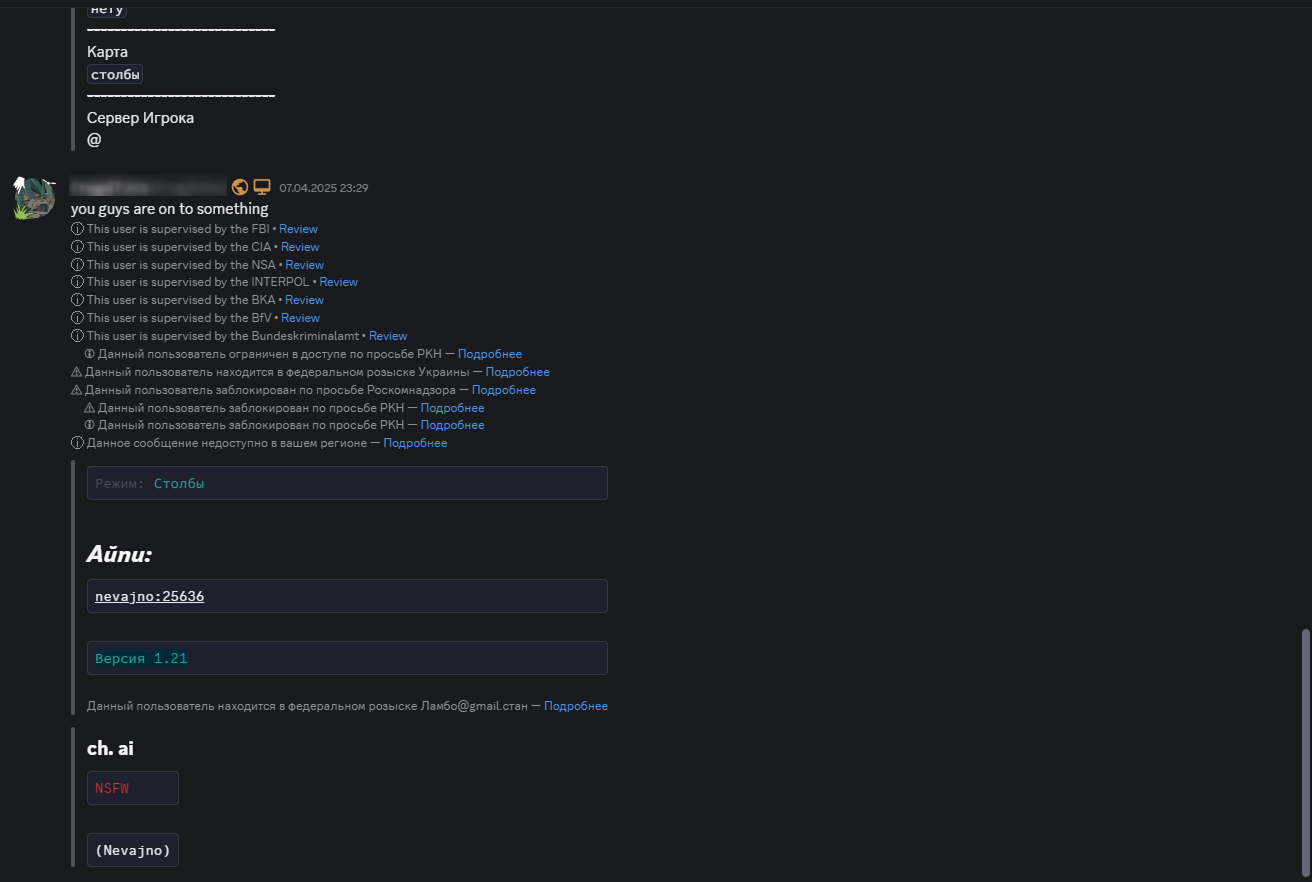 нету
----------------------------
Карта
столбы
----------------------------
Сервер Игрока
@
07.04.2025 23:29
you guys are on to something
ⓘ This user is supervised by the FBI • Review
ⓘ This user is supervised by the CIA • Review
ⓘ This user is supervised by the NSA • Review
ⓘ This user is supervised by the INTERPOL • Review
ⓘ This user is supervised by the BKA • Review
ⓘ This user is supervised by the BfV • Review
ⓘ This user is supervised by the Bundeskriminalamt • Review
🛈 Данный пользователь ограничен в доступе по просьбе РКН — Подробнее
⚠ Данный пользователь находится в федеральном розыске Украины — Подробнее
⚠ Данный пользователь заблокирован по просьбе Роскомнадзора — Подробнее
⚠ Данный пользователь заблокирован по просьбе РКН — Подробнее
🛈 Данный пользователь заблокирован по просьбе РКН — Подробнее
ⓘ Данное сообщение недоступно в вашем регионе — Подробнее
Режим: Столбы
Айпи:
nevajno:25636
Версия 1.21
Данный пользователь находится в федеральном розыске Ламбо@gmail.стан — Подробнее
ch. ai
NSFW
(Nevajno)